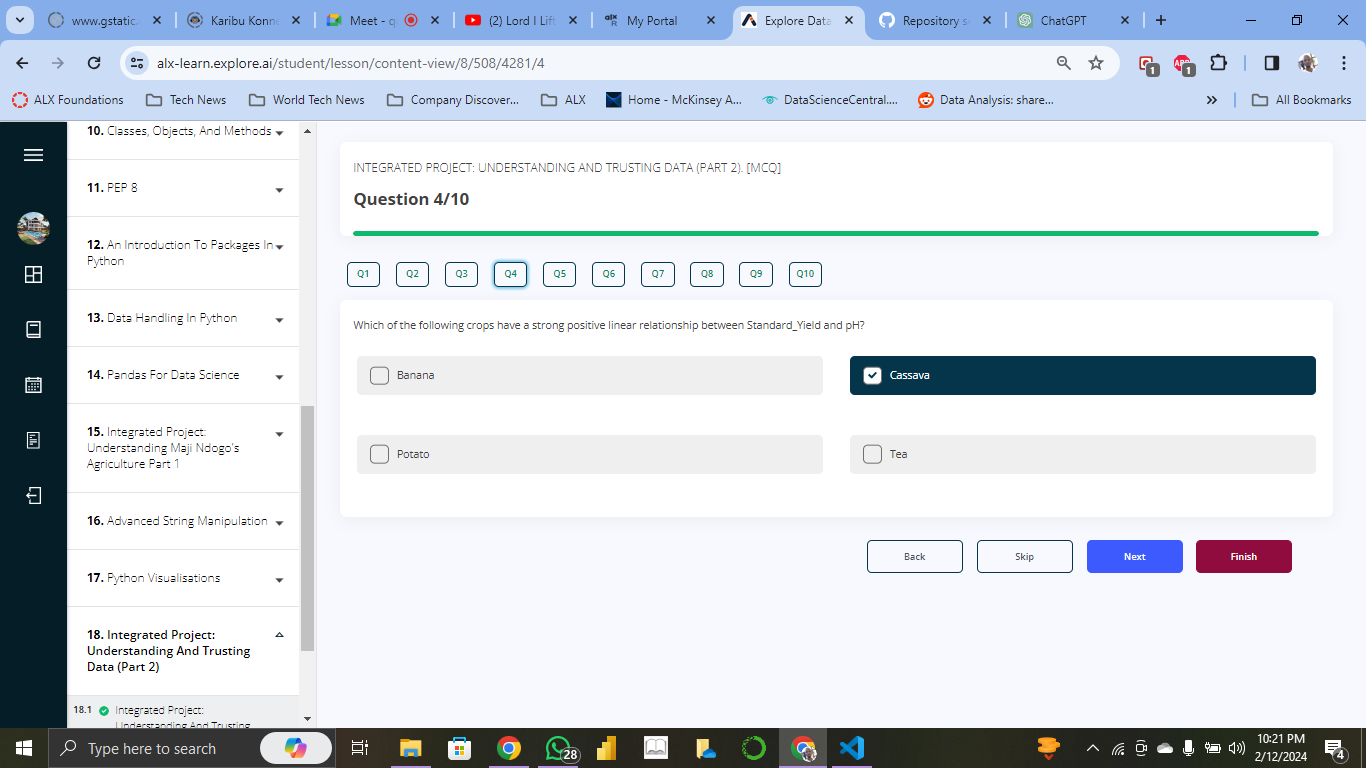 www.gstatic.
Karibu Konn
Meet - q
(2) Lord I Lift
My Portal
Explore Data
Repository s
ChatGPT
alx-learn.explore.ai/student/lesson/content-view/8/508/4281/4
1
1
ALX Foundations
Tech News
World Tech News
Company Discover...
ALX
Home - McKinsey A...
DataScienceCentral....
Data Analysis: share...
All Bookmarks
10. Classes, Objects, And Methods
11. PEP 8
12. An Introduction To Packages In
Python
13. Data Handling In Python
14. Pandas For Data Science
15. Integrated Project:
Understanding Maji Ndogo's
Agriculture Part 1
16. Advanced String Manipulation
17. Python Visualisations
18. Integrated Project:
Understanding And Trusting
Data (Part 2)
18.1 Integrated Project:
Understanding And Trusting
INTEGRATED PROJECT: UNDERSTANDING AND TRUSTING DATA (PART 2). [MCQ]
Question 4/10
Q1 Q2 Q3 Q4 Q5 Q6 Q7 Q8 Q9 Q10
Which of the following crops have a strong positive linear relationship between Standard_Yield and pH?
Banana
Cassava
Potato
Tea
Back
Skip
Next
Finish
Type here to search
28
10:21 PM
2/12/2024
4